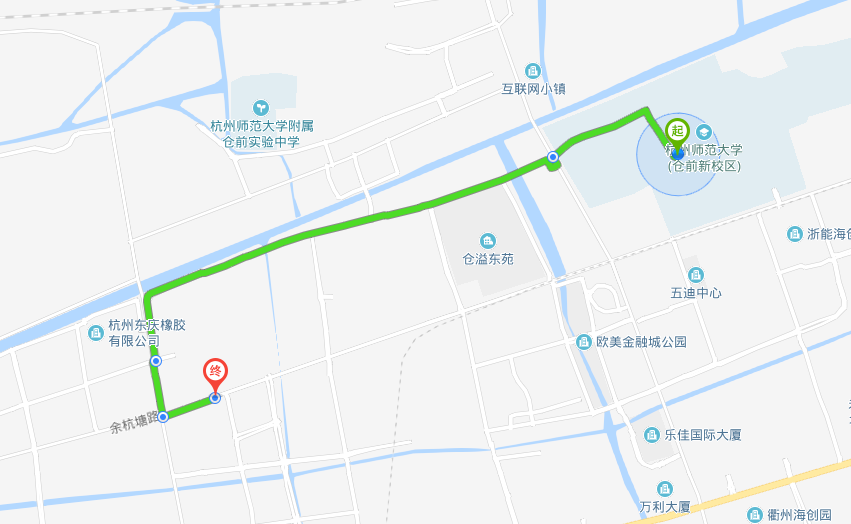 互联网小镇
杭州师范大学附属
仓前实验中学
起
杭州师范大学
(仓前新校区)
浙能海创
仓溢东苑
五迪中心
杭州东庆橡胶
有限公司
欧美金融城公园
终
余杭塘路
乐佳国际大厦
万利大厦
衢州海创园